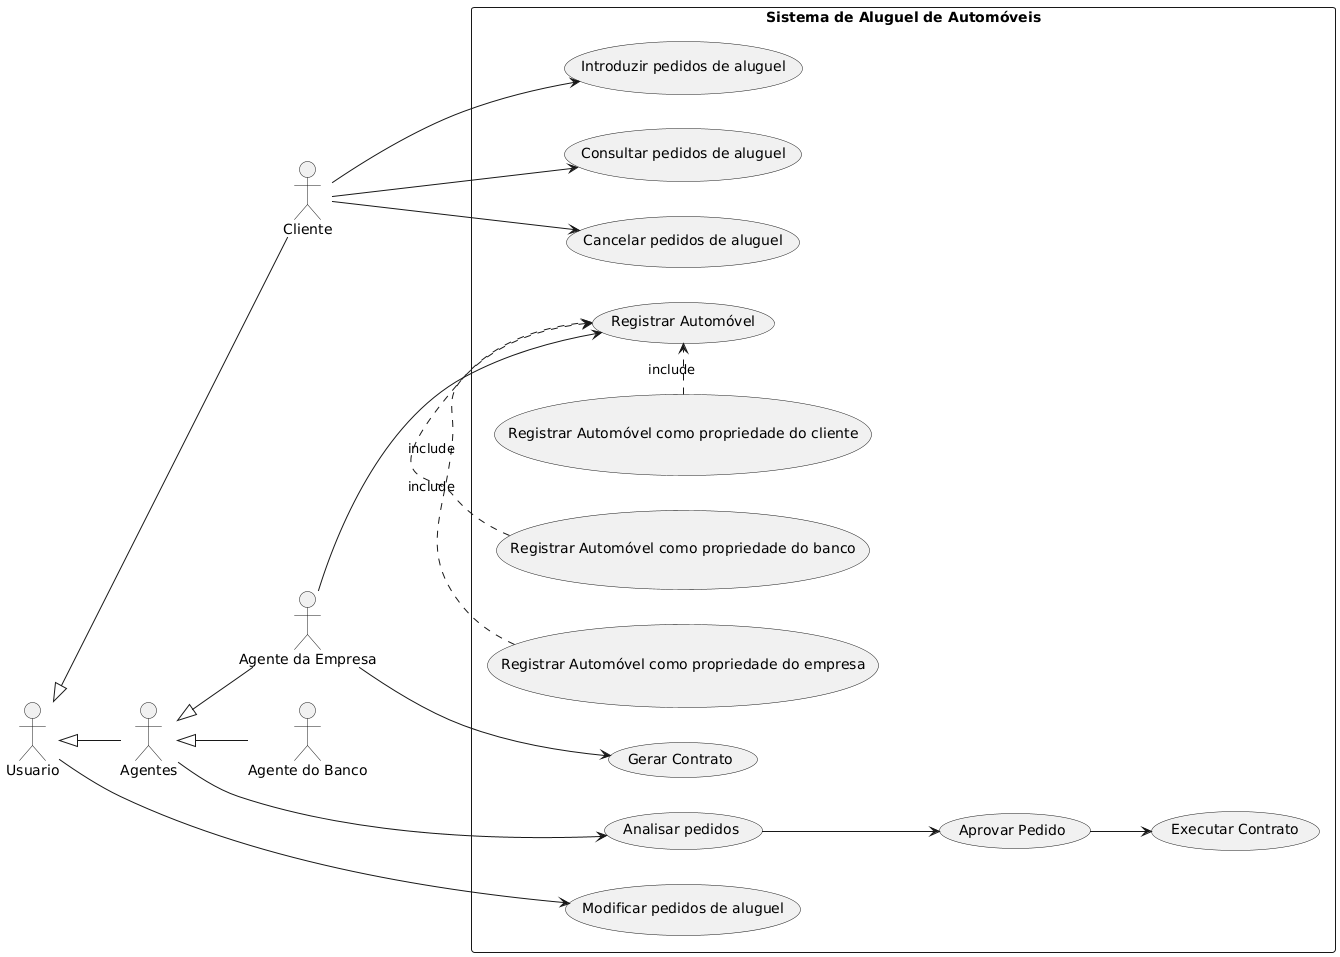 Sistema de Aluguel de Automóveis
Introduzir pedidos de aluguel
Consultar pedidos de aluguel
Cliente
Cancelar pedidos de aluguel
Registrar Automóvel
include
Registrar Automóvel como propriedade do cliente
include
include
Registrar Automóvel como propriedade do banco
Agente da Empresa
Registrar Automóvel como propriedade do empresa
Usuario
Agentes
Agente do Banco
Gerar Contrato
Analisar pedidos
Aprovar Pedido
Executar Contrato
Modificar pedidos de aluguel